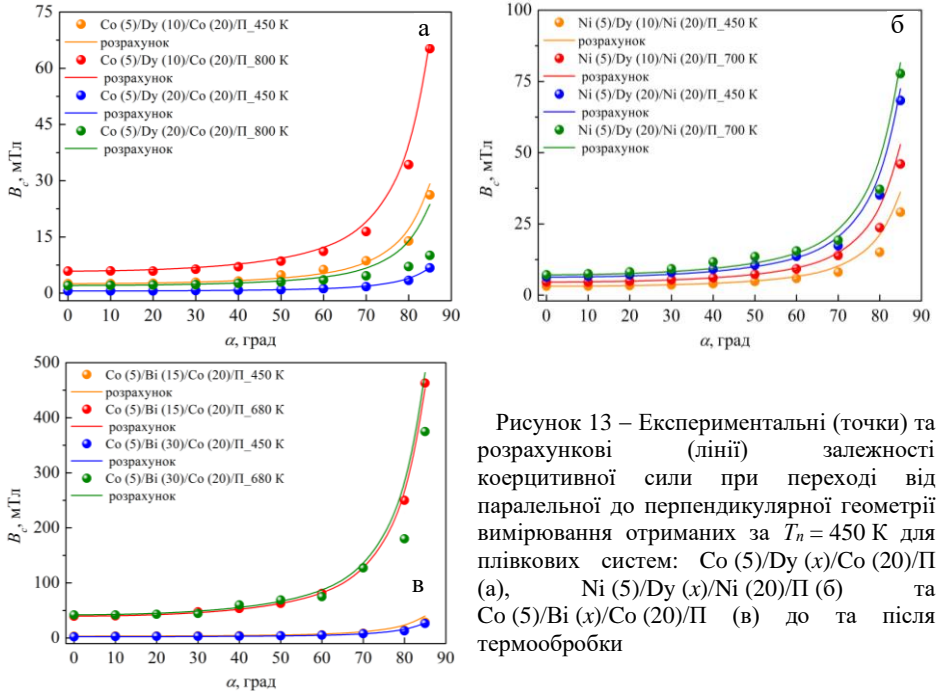 75
60
45
30
15
0
B_c, мТл
Co (5)/Dy (10)/Co (20)/П_450 К
розрахунок
Co (5)/Dy (10)/Co (20)/П_800 К
розрахунок
Co (5)/Dy (20)/Co (20)/П_450 К
розрахунок
Co (5)/Dy (20)/Co (20)/П_800 К
розрахунок
а
0 10 20 30 40 50 60 70 80 90
α, град
100
75
50
25
0
B_c, мТл
Ni (5)/Dy (10)/Ni (20)/П_450 К
розрахунок
Ni (5)/Dy (10)/Ni (20)/П_700 К
розрахунок
Ni (5)/Dy (20)/Ni (20)/П_450 К
розрахунок
Ni (5)/Dy (20)/Ni (20)/П_700 К
розрахунок
б
0 10 20 30 40 50 60 70 80 90
α, град
500
400
300
200
100
0
B_c, мТл
Co (5)/Bi (15)/Co (20)/П_450 К
розрахунок
Co (5)/Bi (15)/Co (20)/П_680 К
розрахунок
Co (5)/Bi (30)/Co (20)/П_450 К
розрахунок
Co (5)/Bi (30)/Co (20)/П_680 К
розрахунок
в
0 10 20 30 40 50 60 70 80 90
α, град
Рисунок 13 – Експериментальні (точки) та
розрахункові (лінії) залежності
коерцитивної сили при переході від
паралельної до перпендикулярної геометрії
вимірювання отриманих за Tп = 450 К для
плівкових систем: Co (5)/Dy (x)/Co (20)/П
(а), Ni (5)/Dy (x)/Ni (20)/П (б) та
Co (5)/Bi (x)/Co (20)/П (в) до та після
термообробки